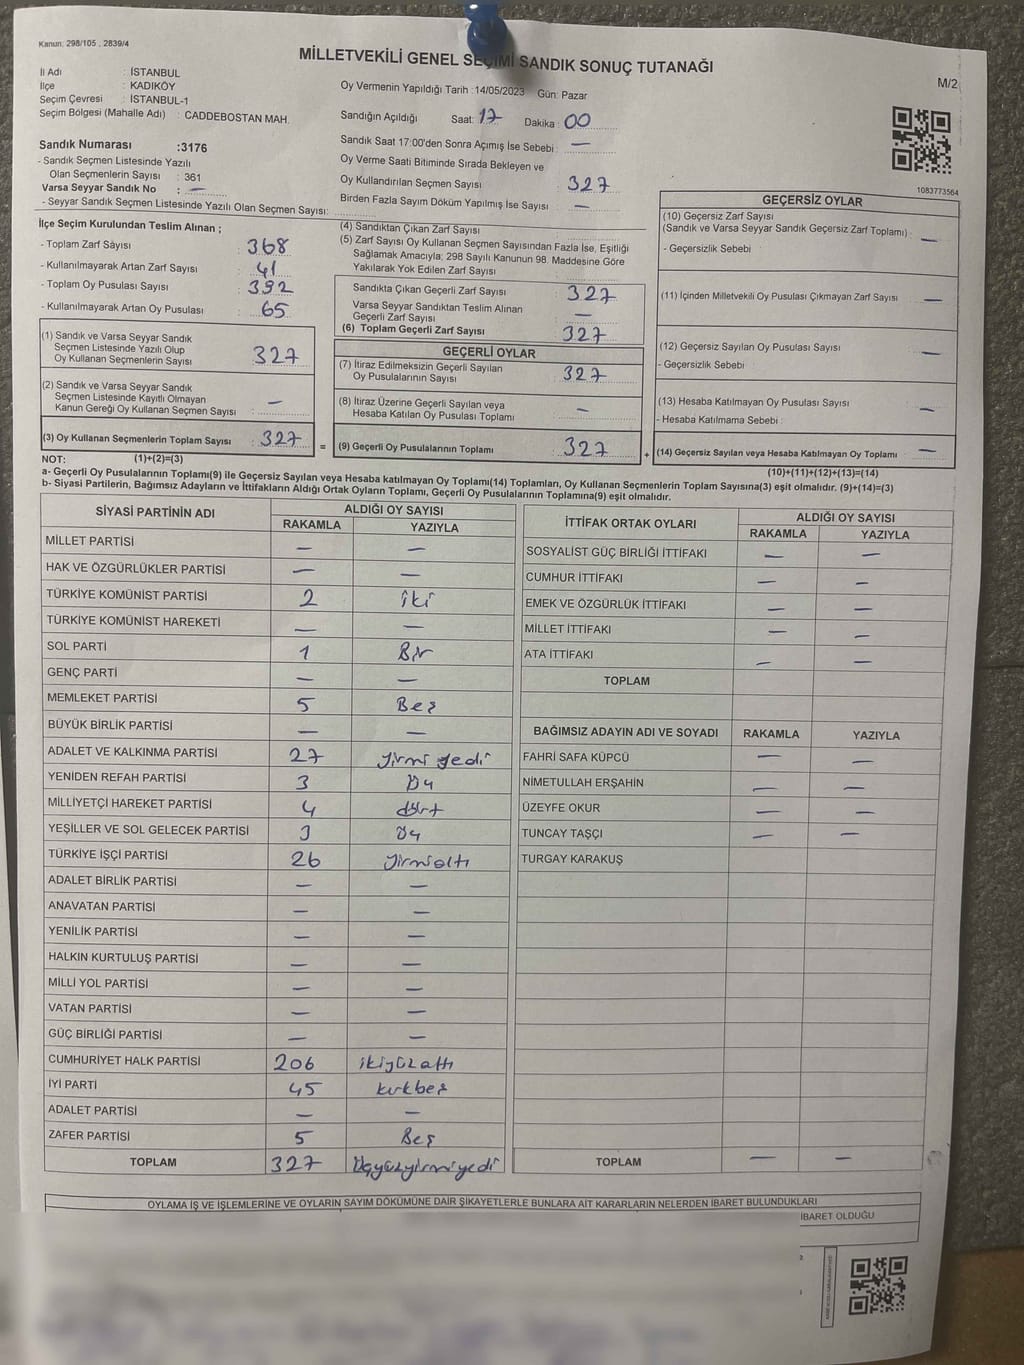 Kanun: 298/105 , 2839/4
MİLLETVEKİLİ GENEL SEÇİMİ SANDIK SONUÇ TUTANAĞI
M/2
İl Adı : İSTANBUL
İlçe : KADIKÖY
Seçim Çevresi : İSTANBUL-1
Seçim Bölgesi (Mahalle Adı) : CADDEBOSTAN MAH.
Oy Vermenin Yapıldığı Tarih :14/05/2023 Gün: Pazar
Sandığın Açıldığı Saat: 17 Dakika : 00
Sandık Saat 17:00'den Sonra Açımış İse Sebebi : —
Oy Verme Saati Bitiminde Sırada Bekleyen ve
Oy Kullandırılan Seçmen Sayısı 327
Birden Fazla Sayım Döküm Yapılmış İse Sayısı —
Sandık Numarası :3176
- Sandık Seçmen Listesinde Yazılı
Olan Seçmenlerin Sayısı : 361
Varsa Seyyar Sandık No : —
- Seyyar Sandık Seçmen Listesinde Yazılı Olan Seçmen Sayısı:
1083773564
İlçe Seçim Kurulundan Teslim Alınan ;
- Toplam Zarf Sayısı : 368
- Kullanılmayarak Artan Zarf Sayısı : 41
- Toplam Oy Pusulası Sayısı : 392
- Kullanılmayarak Artan Oy Pusulası : 65
(1) Sandık ve Varsa Seyyar Sandık
Seçmen Listesinde Yazılı Olup
Oy Kullanan Seçmenlerin Sayısı : 327
(2) Sandık ve Varsa Seyyar Sandık
Seçmen Listesinde Kayıtlı Olmayan
Kanun Gereği Oy Kullanan Seçmen Sayısı : —
(3) Oy Kullanan Seçmenlerin Toplam Sayısı : 327 =
(4) Sandıktan Çıkan Zarf Sayısı :
(5) Zarf Sayısı Oy Kullanan Seçmen Sayısından Fazla İse, Eşitliği
Sağlamak Amacıyla; 298 Sayılı Kanunun 98. Maddesine Göre
Yakılarak Yok Edilen Zarf Sayısı :
Sandıkta Çıkan Geçerli Zarf Sayısı : 327
Varsa Seyyar Sandıktan Teslim Alınan
Geçerli Zarf Sayısı : —
(6) Toplam Geçerli Zarf Sayısı 327
GEÇERLİ OYLAR
(7) İtiraz Edilmeksizin Geçerli Sayılan
Oy Pusulalarının Sayısı : 327
(8) İtiraz Üzerine Geçerli Sayılan veya
Hesaba Katılan Oy Pusulası Toplamı : —
(9) Geçerli Oy Pusulalarının Toplamı : 327 +
GEÇERSİZ OYLAR
(10) Geçersiz Zarf Sayısı
(Sandık ve Varsa Seyyar Sandık Geçersiz Zarf Toplamı) : —
- Geçersizlik Sebebi :
(11) İçinden Milletvekili Oy Pusulası Çıkmayan Zarf Sayısı —
(12) Geçersiz Sayılan Oy Pusulası Sayısı : —
- Geçersizlik Sebebi :
(13) Hesaba Katılmayan Oy Pusulası Sayısı : —
- Hesaba Katılmama Sebebi :
(14) Geçersiz Sayılan veya Hesaba Katılmayan Oy Toplamı : —
NOT: (1)+(2)=(3)
(10)+(11)+(12)+(13)=(14)
a- Geçerli Oy Pusulalarının Toplamı(9) ile Geçersiz Sayılan veya Hesaba katılmayan Oy Toplamı(14) Toplamları, Oy Kullanan Seçmenlerin Toplam Sayısına(3) eşit olmalıdır. (9)+(14)=(3)
b- Siyasi Partilerin, Bağımsız Adayların ve İttifakların Aldığı Ortak Oyların Toplamı, Geçerli Oy Pusulalarının Toplamına(9) eşit olmalıdır.
SİYASİ PARTİNİN ADI ALDIĞI OY SAYISI
RAKAMLA YAZIYLA
MİLLET PARTİSİ — —
HAK VE ÖZGÜRLÜKLER PARTİSİ — —
TÜRKİYE KOMÜNİST PARTİSİ 2 iki
TÜRKİYE KOMÜNİST HAREKETİ — —
SOL PARTİ 1 Bir
GENÇ PARTİ — —
MEMLEKET PARTİSİ 5 Beş
BÜYÜK BİRLİK PARTİSİ — —
ADALET VE KALKINMA PARTİSİ 27 yirmi yedi
YENİDEN REFAH PARTİSİ 3 Üç
MİLLİYETÇİ HAREKET PARTİSİ 4 dört
YEŞİLLER VE SOL GELECEK PARTİSİ 3 Üç
TÜRKİYE İŞÇİ PARTİSİ 26 yirmialtı
ADALET BİRLİK PARTİSİ — —
ANAVATAN PARTİSİ — —
YENİLİK PARTİSİ — —
HALKIN KURTULUŞ PARTİSİ — —
MİLLİ YOL PARTİSİ — —
VATAN PARTİSİ — —
GÜÇ BİRLİĞİ PARTİSİ — —
CUMHURİYET HALK PARTİSİ 206 ikiyüzaltı
İYİ PARTİ 45 kırkbeş
ADALET PARTİSİ — —
ZAFER PARTİSİ 5 Beş
TOPLAM 327 Üçyüzyirmiyedi
İTTİFAK ORTAK OYLARI ALDIĞI OY SAYISI
RAKAMLA YAZIYLA
SOSYALİST GÜÇ BİRLİĞİ İTTİFAKI — —
CUMHUR İTTİFAKI — —
EMEK VE ÖZGÜRLÜK İTTİFAKI — —
MİLLET İTTİFAKI — —
ATA İTTİFAKI — —
TOPLAM
BAĞIMSIZ ADAYIN ADI VE SOYADI RAKAMLA YAZIYLA
FAHRİ SAFA KÜPCÜ — —
NİMETULLAH ERŞAHİN — —
ÜZEYFE OKUR — —
TUNCAY TAŞÇI — —
TURGAY KARAKUŞ
TOPLAM — —
OYLAMA İŞ VE İŞLEMLERİNE VE OYLARIN SAYIM DÖKÜMÜNE DAİR ŞİKAYETLERLE BUNLARA AİT KARARLARIN NELERDEN İBARET BULUNDUKLARI
İBARET OLDUĞU